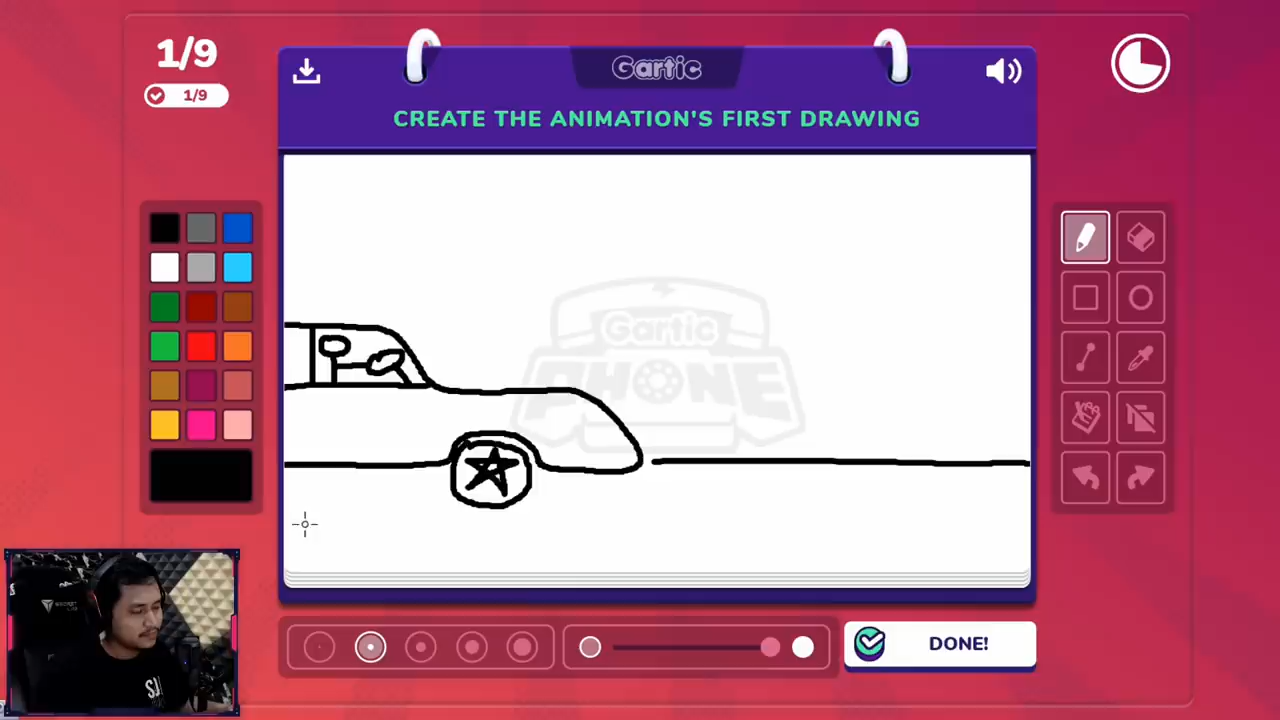 1/9
1/9
Gartic
CREATE THE ANIMATION'S FIRST DRAWING
Gartic
PHONE
DONE!